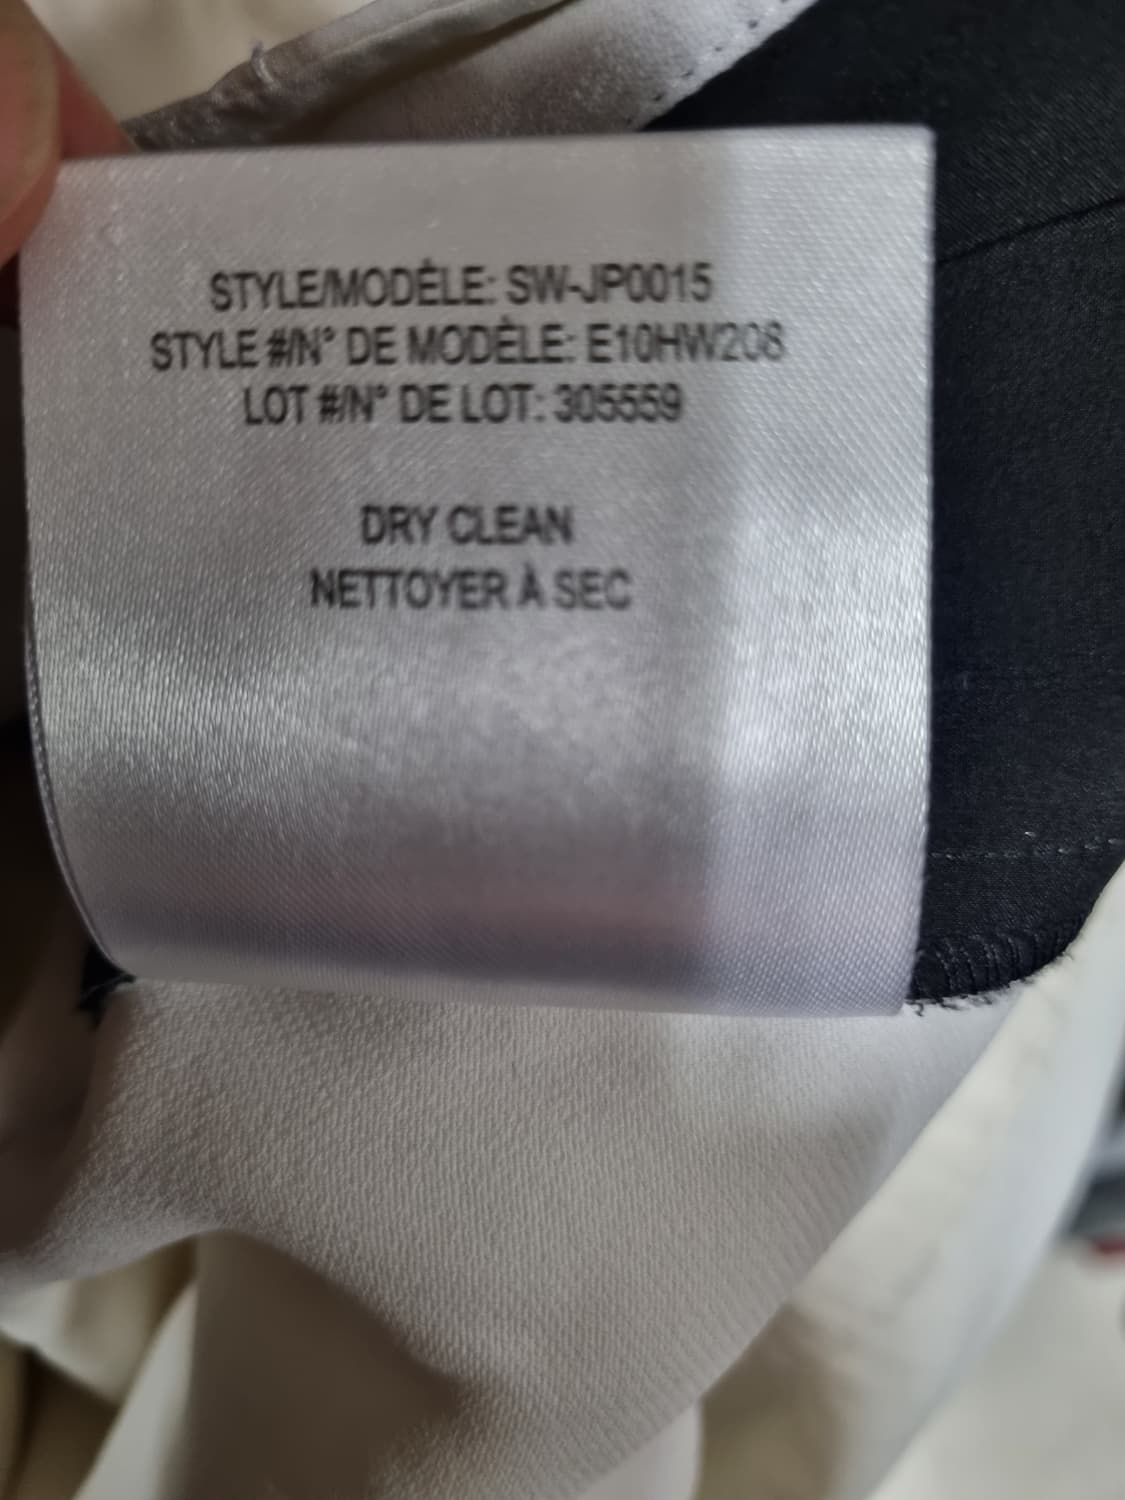 STYLE/MODÈLE: SW-JP0015
STYLE #/N° DE MODÈLE: E10HW208
LOT #/N° DE LOT: 305559
DRY CLEAN
NETTOYER À SEC